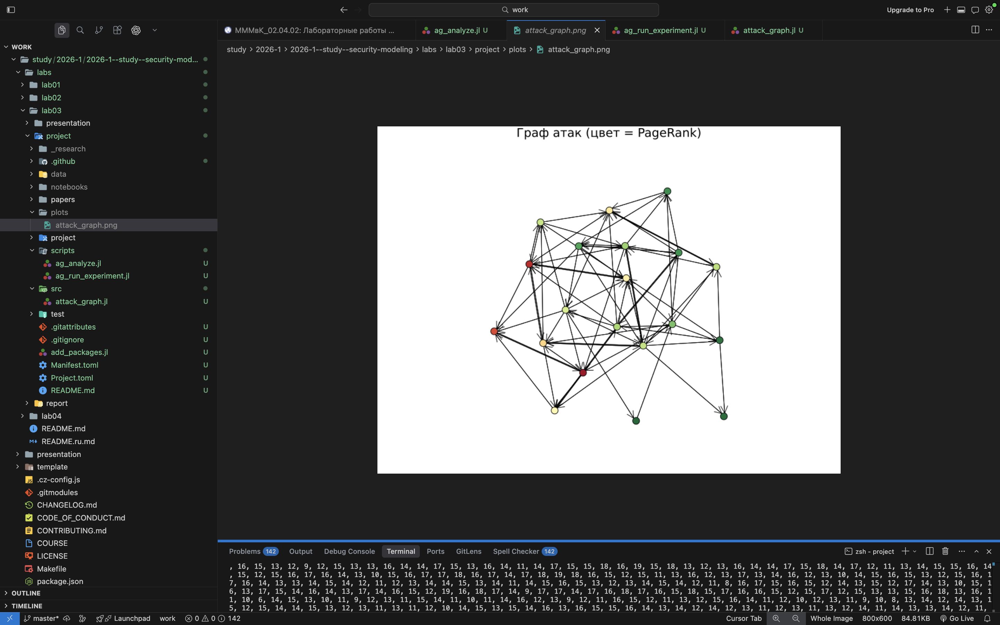 work
Upgrade to Pro
МММвК_02.04.02: Лабораторные работы ...
ag_analyze.jl U
attack_graph.png
ag_run_experiment.jl U
attack_graph.jl U
WORK
study/2026-1/2026-1--study--security-mod...
labs
lab01
lab02
lab03
presentation
project
_research
.github
data
notebooks
papers
plots
attack_graph.png
project
scripts
ag_analyze.jl U
ag_run_experiment.jl U
src
attack_graph.jl U
test
.gitattributes U
.gitignore U
add_packages.jl U
Manifest.toml U
Project.toml U
README.md U
report
lab04
README.md
README.ru.md
presentation
template
.cz-config.js
.gitmodules
CHANGELOG.md
CODE_OF_CONDUCT.md
CONTRIBUTING.md
COURSE
LICENSE
Makefile
package.json
OUTLINE
TIMELINE
study > 2026-1 > 2026-1--study--security-modeling > labs > lab03 > project > plots > attack_graph.png
Граф атак (цвет = PageRank)
Problems 142 Output Debug Console Terminal Ports GitLens Spell Checker 142
zsh - project
, 16, 15, 13, 12, 9, 12, 15, 13, 13, 16, 14, 14, 17, 15, 13, 16, 14, 11, 14, 17, 15, 15, 18, 16, 19, 15, 18, 13, 12, 13, 16, 14, 14, 17, 15, 18, 14, 17, 12, 11, 13, 14, 15, 15, 16, 14
, 15, 12, 15, 16, 17, 16, 14, 13, 10, 15, 16, 17, 17, 18, 16, 17, 14, 17, 18, 19, 18, 16, 15, 12, 15, 11, 13, 16, 12, 13, 17, 13, 14, 16, 12, 13, 10, 14, 15, 16, 15, 13, 12, 15, 16, 1
7, 16, 14, 13, 13, 14, 15, 14, 12, 11, 12, 13, 14, 14, 15, 13, 14, 11, 14, 15, 16, 15, 13, 12, 13, 14, 15, 14, 12, 11, 8, 16, 17, 15, 16, 15, 12, 14, 13, 15, 12, 17, 14, 13, 10, 15, 1
6, 13, 17, 15, 14, 16, 14, 13, 17, 14, 16, 15, 12, 19, 16, 18, 17, 14, 9, 17, 17, 14, 17, 16, 18, 17, 16, 15, 18, 15, 17, 16, 16, 15, 12, 15, 17, 12, 15, 13, 13, 15, 16, 18, 13, 16, 1
1, 10, 6, 14, 15, 13, 10, 11, 9, 12, 13, 11, 15, 14, 11, 10, 11, 14, 16, 12, 13, 9, 12, 11, 16, 15, 12, 11, 13, 12, 15, 16, 14, 11, 12, 10, 12, 13, 11, 9, 10, 8, 13, 14, 12, 14, 13, 1
5, 12, 15, 14, 14, 15, 13, 12, 13, 11, 13, 11, 12, 10, 14, 15, 13, 15, 14, 16, 13, 16, 15, 15, 16, 14, 13, 14, 12, 14, 12, 13, 11, 12, 13, 11, 13, 12, 14, 11, 14, 13, 13, 14, 12, 11,
master* Launchpad work 0 0 142
Cursor Tab Whole Image 800x600 84.81KB Go Live